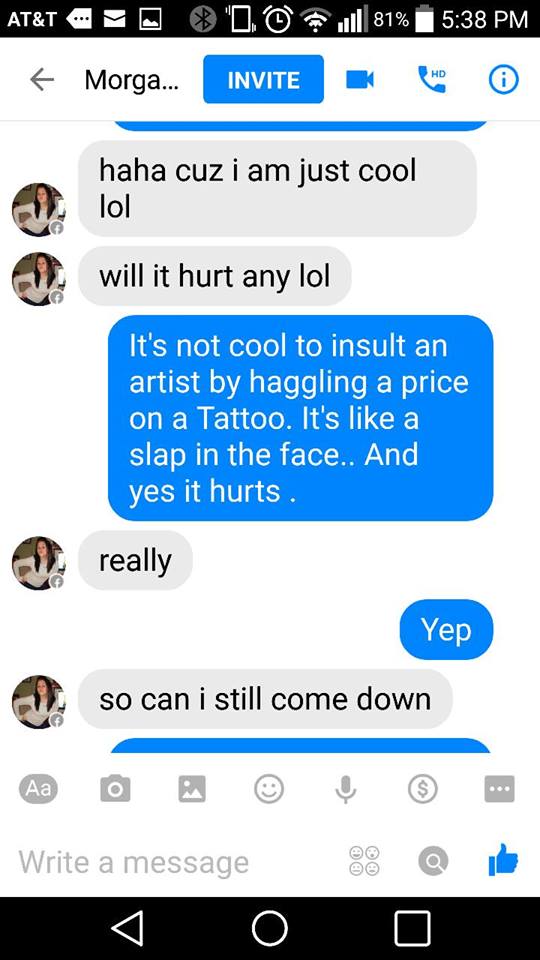 AT&T 81% 5:38 PM
Morga... INVITE HD
haha cuz i am just cool
lol
will it hurt any lol
It's not cool to insult an
artist by haggling a price
on a Tattoo. It's like a
slap in the face.. And
yes it hurts .
really
Yep
so can i still come down
Aa
Write a message